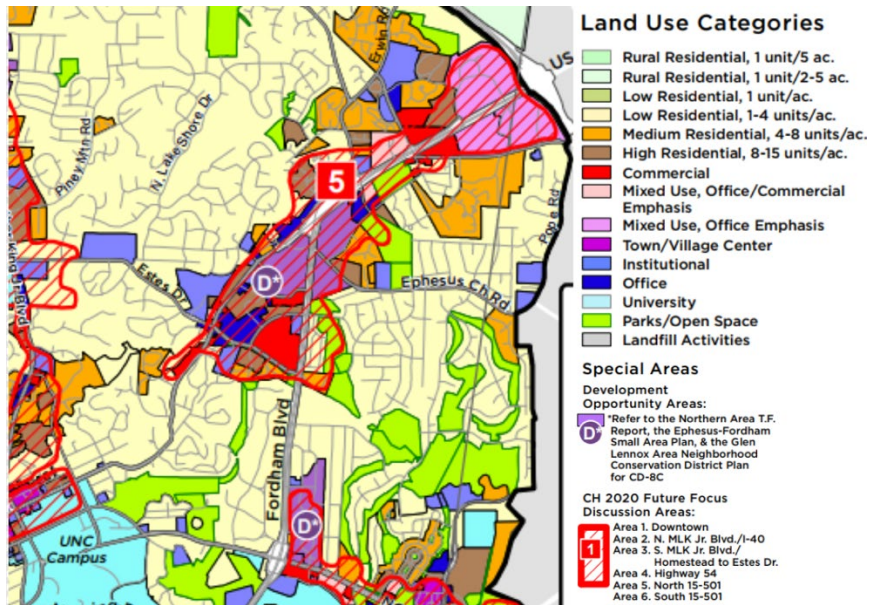 Land Use Categories
Rural Residential, 1 unit/5 ac.
Rural Residential, 1 unit/2-5 ac.
Low Residential, 1 unit/ac.
Low Residential, 1-4 units/ac.
Medium Residential, 4-8 units/ac.
High Residential, 8-15 units/ac.
Commercial
Mixed Use, Office/Commercial
Emphasis
Mixed Use, Office Emphasis
Town/Village Center
Institutional
Office
University
Parks/Open Space
Landfill Activities
Special Areas
Development
Opportunity Areas:
D*
*Refer to the Northern Area T.F.
Report, the Ephesus-Fordham
Small Area Plan, & the Glen
Lennox Area Neighborhood
Conservation District Plan
for CD-8C
CH 2020 Future Focus
Discussion Areas:
1
Area 1. Downtown
Area 2. N. MLK Jr. Blvd./I-40
Area 3. S. MLK Jr. Blvd./
Homestead to Estes Dr.
Area 4. Highway 54
Area 5. North 15-501
Area 6. South 15-501
Erwin Rd
US
Piney Mtn Rd
N. Lake Shore Dr
5
Pope Rd
Estes Dr
D*
Ephesus Ch Rd
Fordham Blvd
D*
UNC
Campus